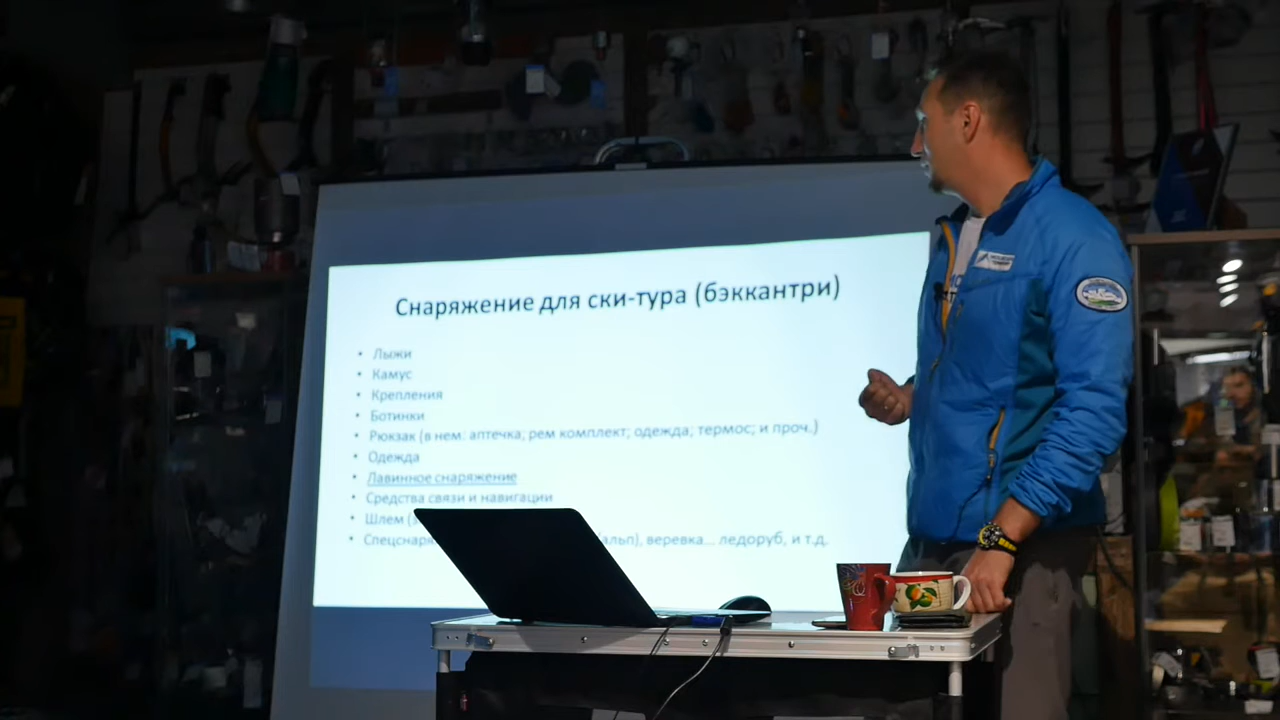 Снаряжение для ски-тура (бэккантри)
• Лыжи
• Камус
• Крепления
• Ботинки
• Рюкзак (в нем: аптечка; рем комплект; одежда; термос; и проч.)
• Одежда
• Лавинное снаряжение
• Средства связи и навигации
• Шлем
• Спецснаря альп), веревка... ледоруб, и т.д.